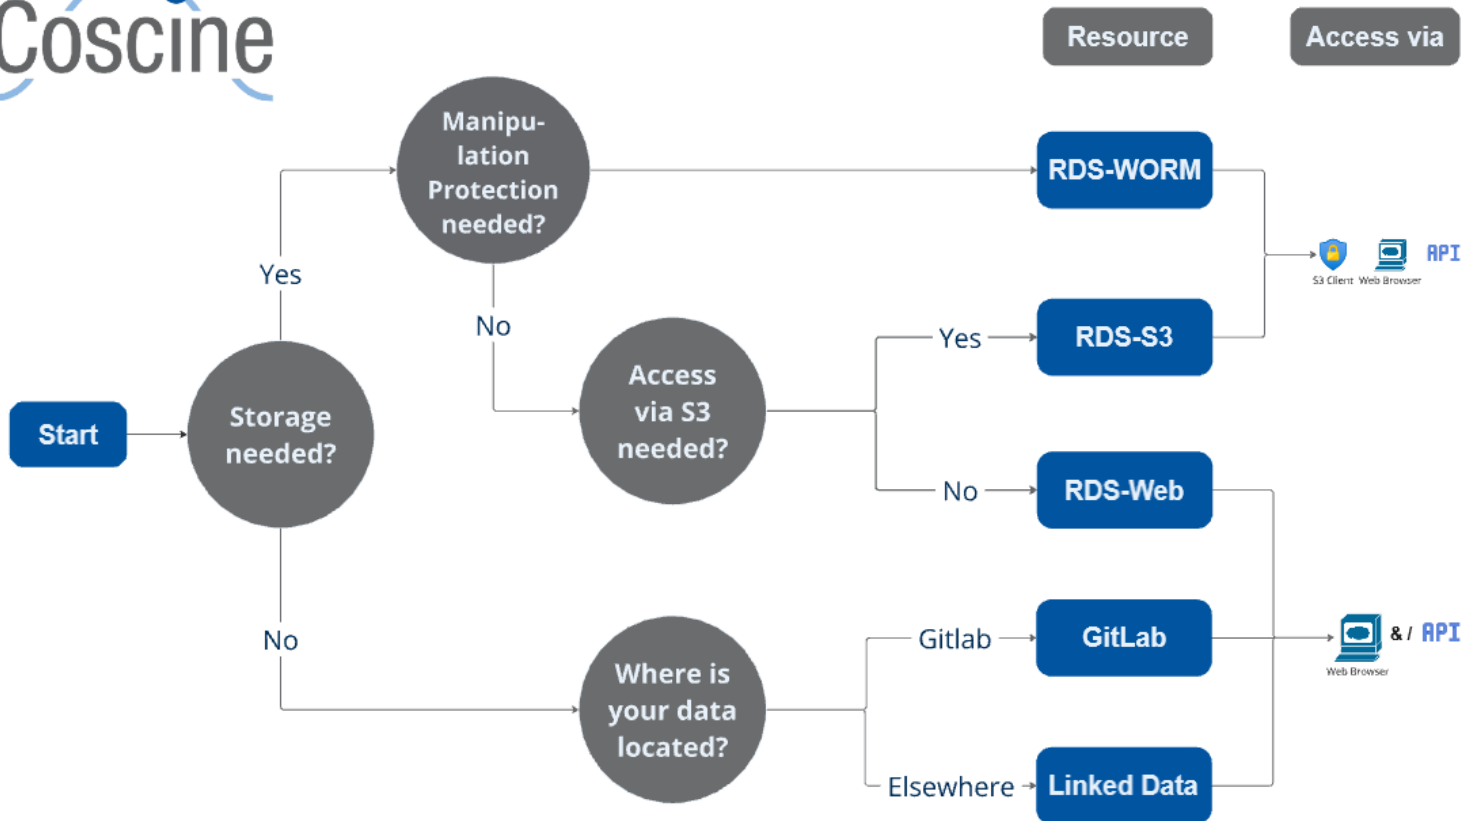 Coscine
Resource
Access via
Manipu-
lation
Protection
needed?
RDS-WORM
Yes
S3 Client
Web Browser
API
No
Access
via S3
needed?
Yes
RDS-S3
Start
Storage
needed?
No
RDS-Web
No
Where is
your data
located?
Gitlab
GitLab
Web Browser
& /
API
Elsewhere
Linked Data